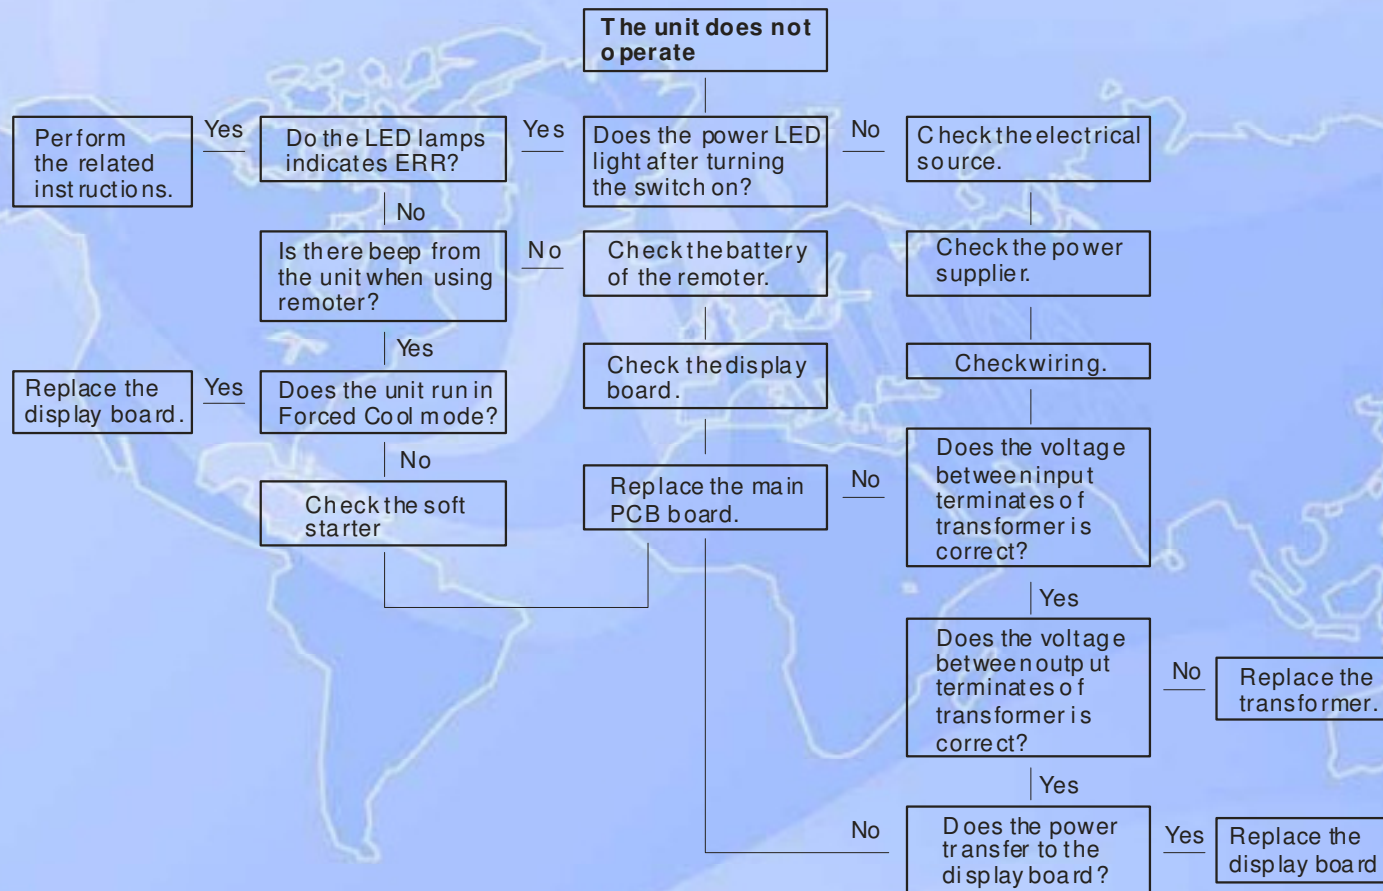 The unit does not
operate
Perform
the related
instructions.
Yes
Do the LED lamps
indicates ERR?
Yes
Does the power LED
light after turning
the switch on?
No
Check the electrical
source.
No
Is there beep from
the unit when using
remoter?
No
Check the battery
of the remoter.
Check the power
supplier.
Yes
Replace the
display board.
Yes
Does the unit run in
Forced Cool mode?
Check the display
board.
Check wiring.
No
Check the soft
starter
Replace the main
PCB board.
No
Does the voltage
between input
terminates of
transformer is
correct?
Yes
Does the voltage
between output
terminates of
transformer is
correct?
No
Replace the
transformer.
Yes
No
Does the power
transfer to the
display board?
Yes
Replace the
display board